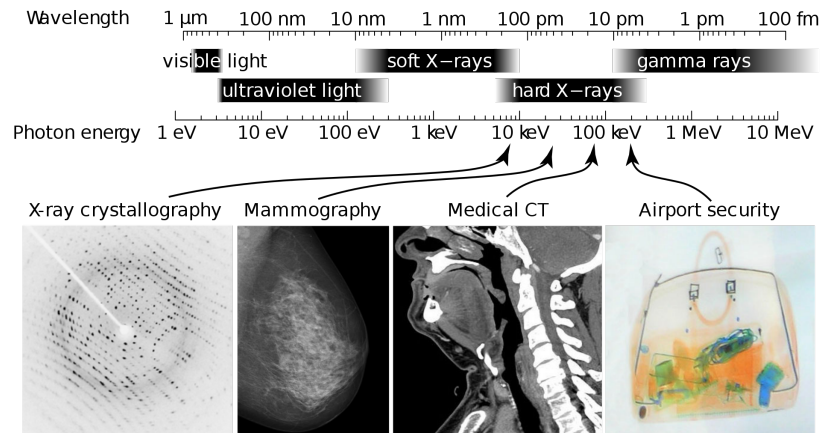 Wavelength 1 μm 100 nm 10 nm 1 nm 100 pm 10 pm 1 pm 100 fm
visible light soft X−rays gamma rays
ultraviolet light hard X−rays
Photon energy 1 eV 10 eV 100 eV 1 keV 10 keV 100 keV 1 MeV 10 MeV
X-ray crystallography Mammography Medical CT Airport security